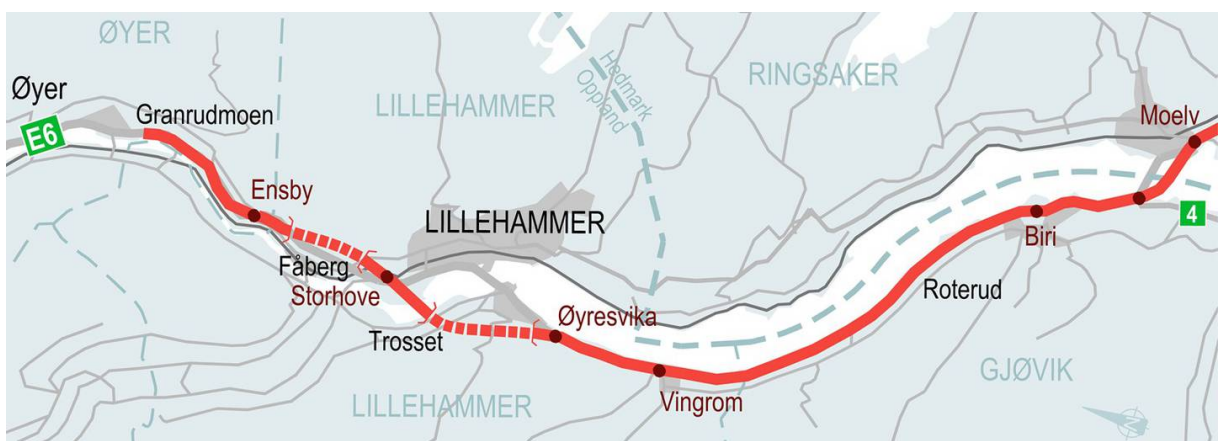 ØYER
Øyer
E6
Granrudmoen
LILLEHAMMER
Hedmark
Oppland
RINGSAKER
Moelv
Ensby
LILLEHAMMER
Fåberg
Storhove
Trosset
Øyresvika
Biri
4
Roterud
Vingrom
LILLEHAMMER
GJØVIK